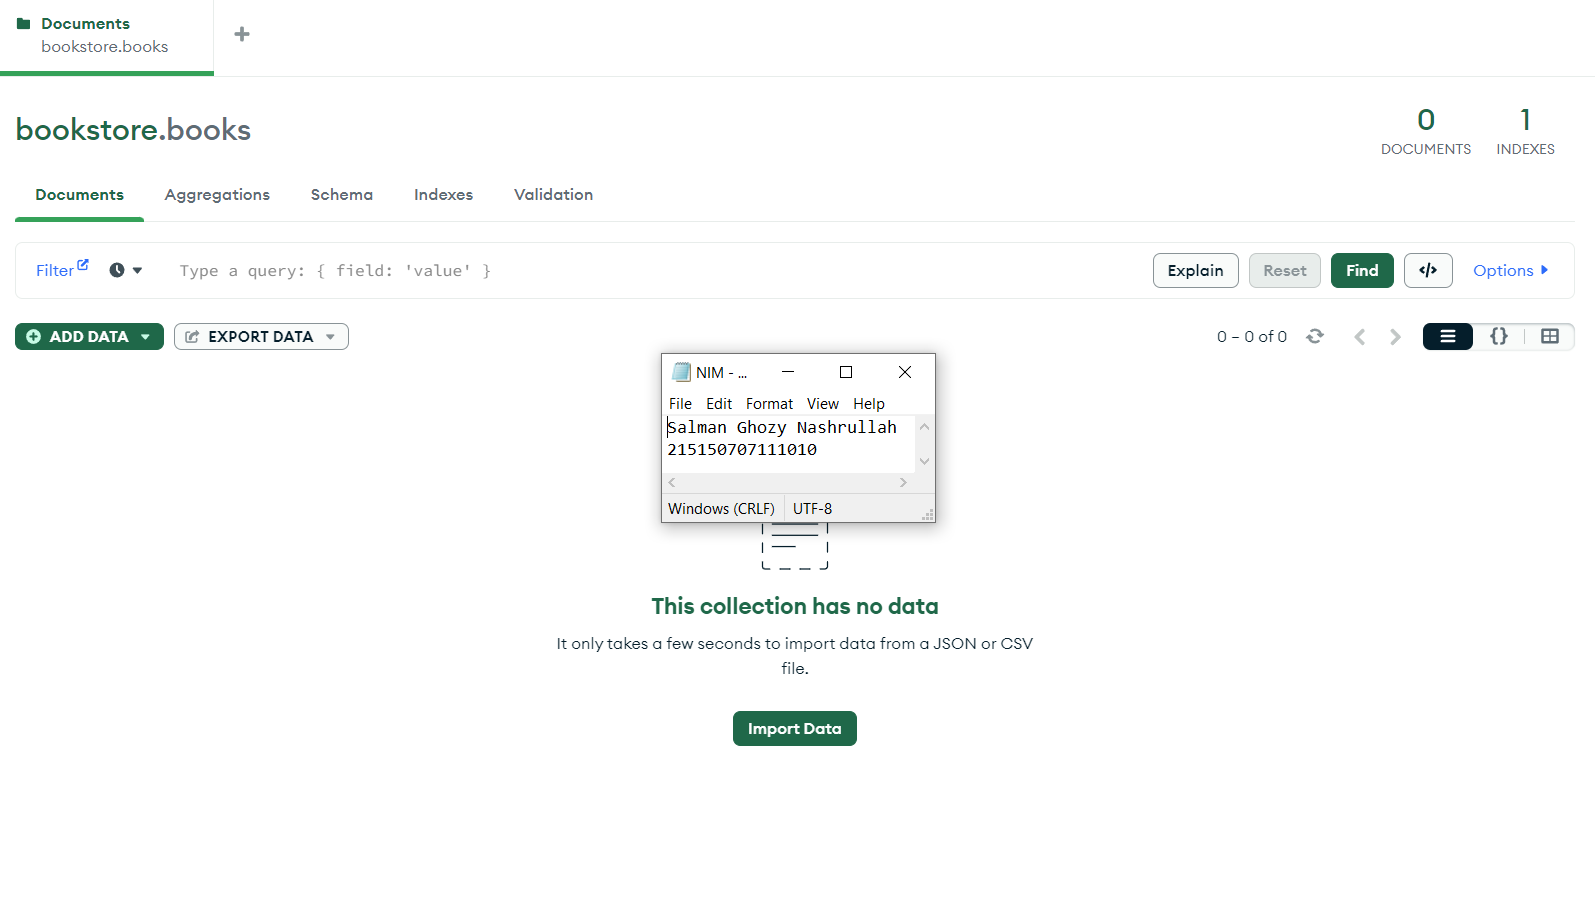 Documents
bookstore.books
bookstore.books
0
DOCUMENTS
1
INDEXES
Documents Aggregations Schema Indexes Validation
Filter Type a query: { field: 'value' } Explain Reset Find </> Options
ADD DATA EXPORT DATA 0 – 0 of 0 {}
NIM - ...
File Edit Format View Help
Salman Ghozy Nashrullah
215150707111010
Windows (CRLF) UTF-8
This collection has no data
It only takes a few seconds to import data from a JSON or CSV
file.
Import Data